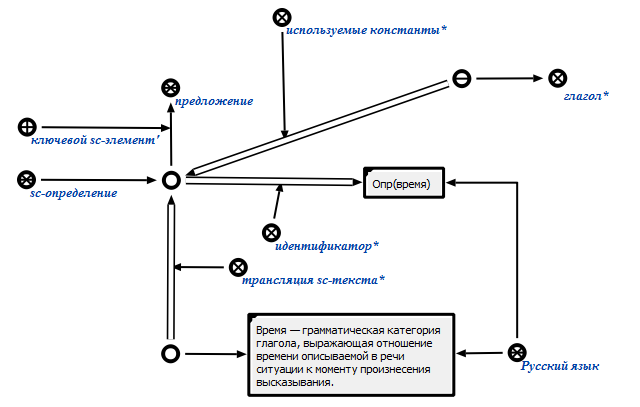 используемые константы*
предложение
глагол*
ключевой sc-элемент'
sc-определение
Опр(время)
идентификатор*
трансляция sc-текста*
Время — грамматическая категория
глагола, выражающая отношение
времени описываемой в речи
ситуации к моменту произнесения
высказывания.
Русский язык